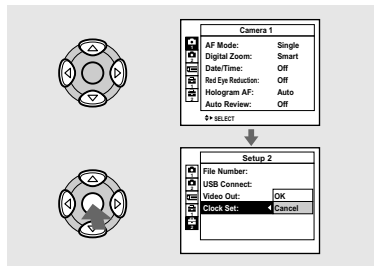 Camera 1
AF Mode: Single
Digital Zoom: Smart
Date/Time: Off
Red Eye Reduction: Off
Hologram AF: Auto
Auto Review: Off
SELECT
Setup 2
File Number:
USB Connect:
Video Out: OK
Clock Set: Cancel